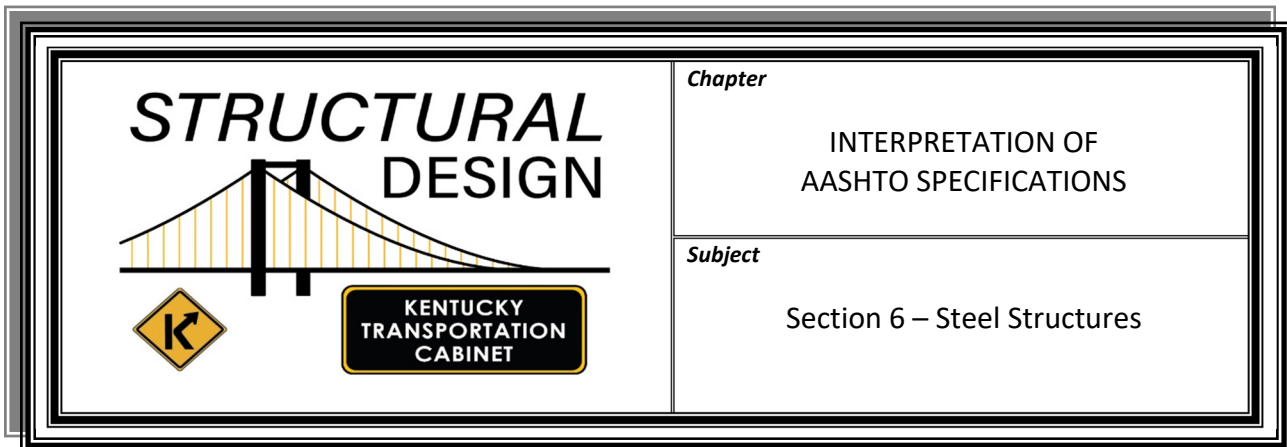 STRUCTURAL
DESIGN
K
KENTUCKY
TRANSPORTATION
CABINET
Chapter
INTERPRETATION OF
AASHTO SPECIFICATIONS
Subject
Section 6 – Steel Structures